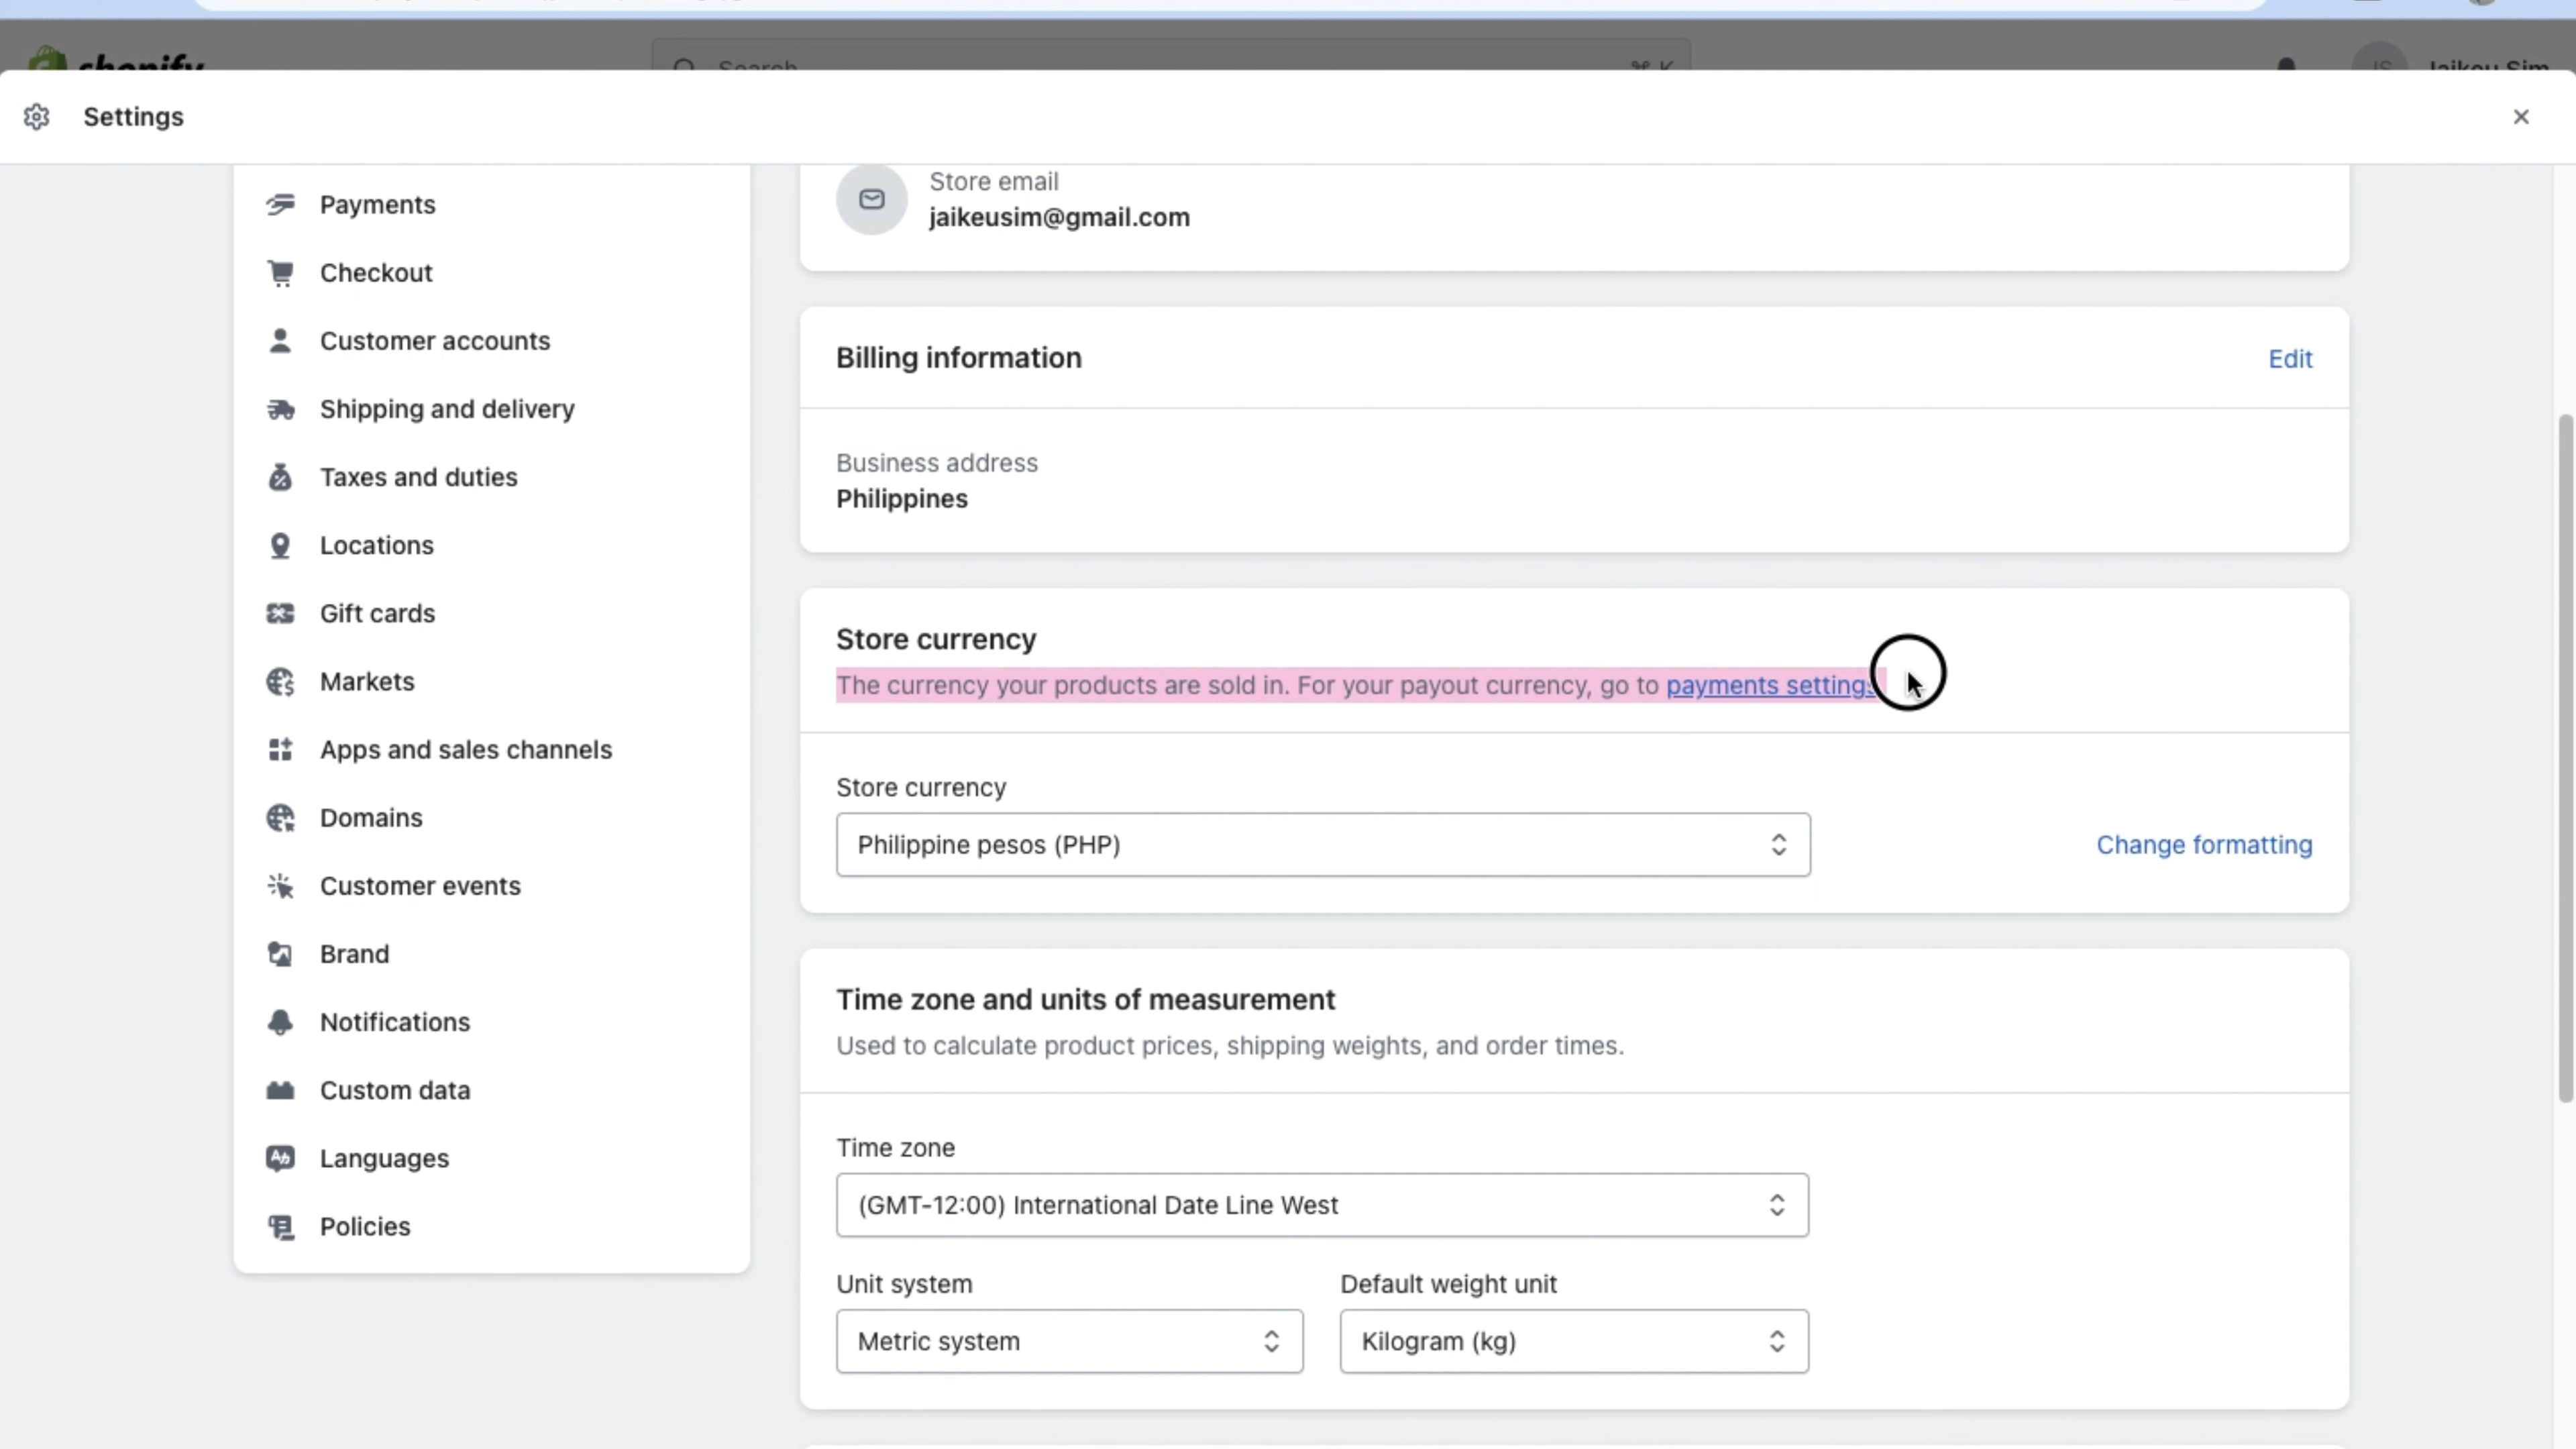 shopify
Search
⌘ K
JS
Jaikeu Sim
Settings
Payments
Checkout
Customer accounts
Shipping and delivery
Taxes and duties
Locations
Gift cards
Markets
Apps and sales channels
Domains
Customer events
Brand
Notifications
Custom data
Languages
Policies
Store email
jaikeusim@gmail.com
Billing information
Edit
Business address
Philippines
Store currency
The currency your products are sold in. For your payout currency, go to payments settings
Store currency
Philippine pesos (PHP)
Change formatting
Time zone and units of measurement
Used to calculate product prices, shipping weights, and order times.
Time zone
(GMT-12:00) International Date Line West
Unit system
Default weight unit
Metric system
Kilogram (kg)